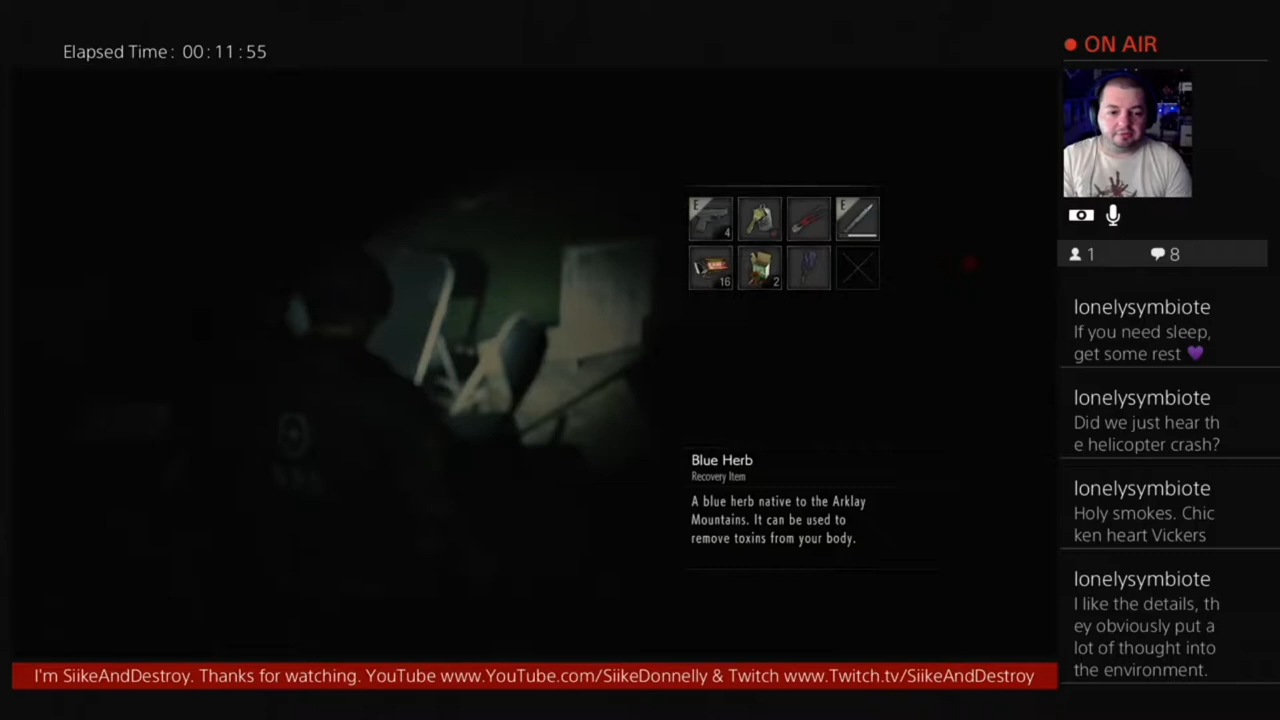 Elapsed Time: 00:11:55
ON AIR
1
8
E
4
E
16
2
Blue Herb
Recovery Item
A blue herb native to the Arklay
Mountains. It can be used to
remove toxins from your body.
lonelysymbiote
If you need sleep,
get some rest 💜
lonelysymbiote
Did we just hear th
e helicopter crash?
lonelysymbiote
Holy smokes. Chic
ken heart Vickers
lonelysymbiote
I like the details, th
ey obviously put a
lot of thought into
the environment.
I'm SiikeAndDestroy. Thanks for watching. YouTube www.YouTube.com/SiikeDonnelly & Twitch www.Twitch.tv/SiikeAndDestroy